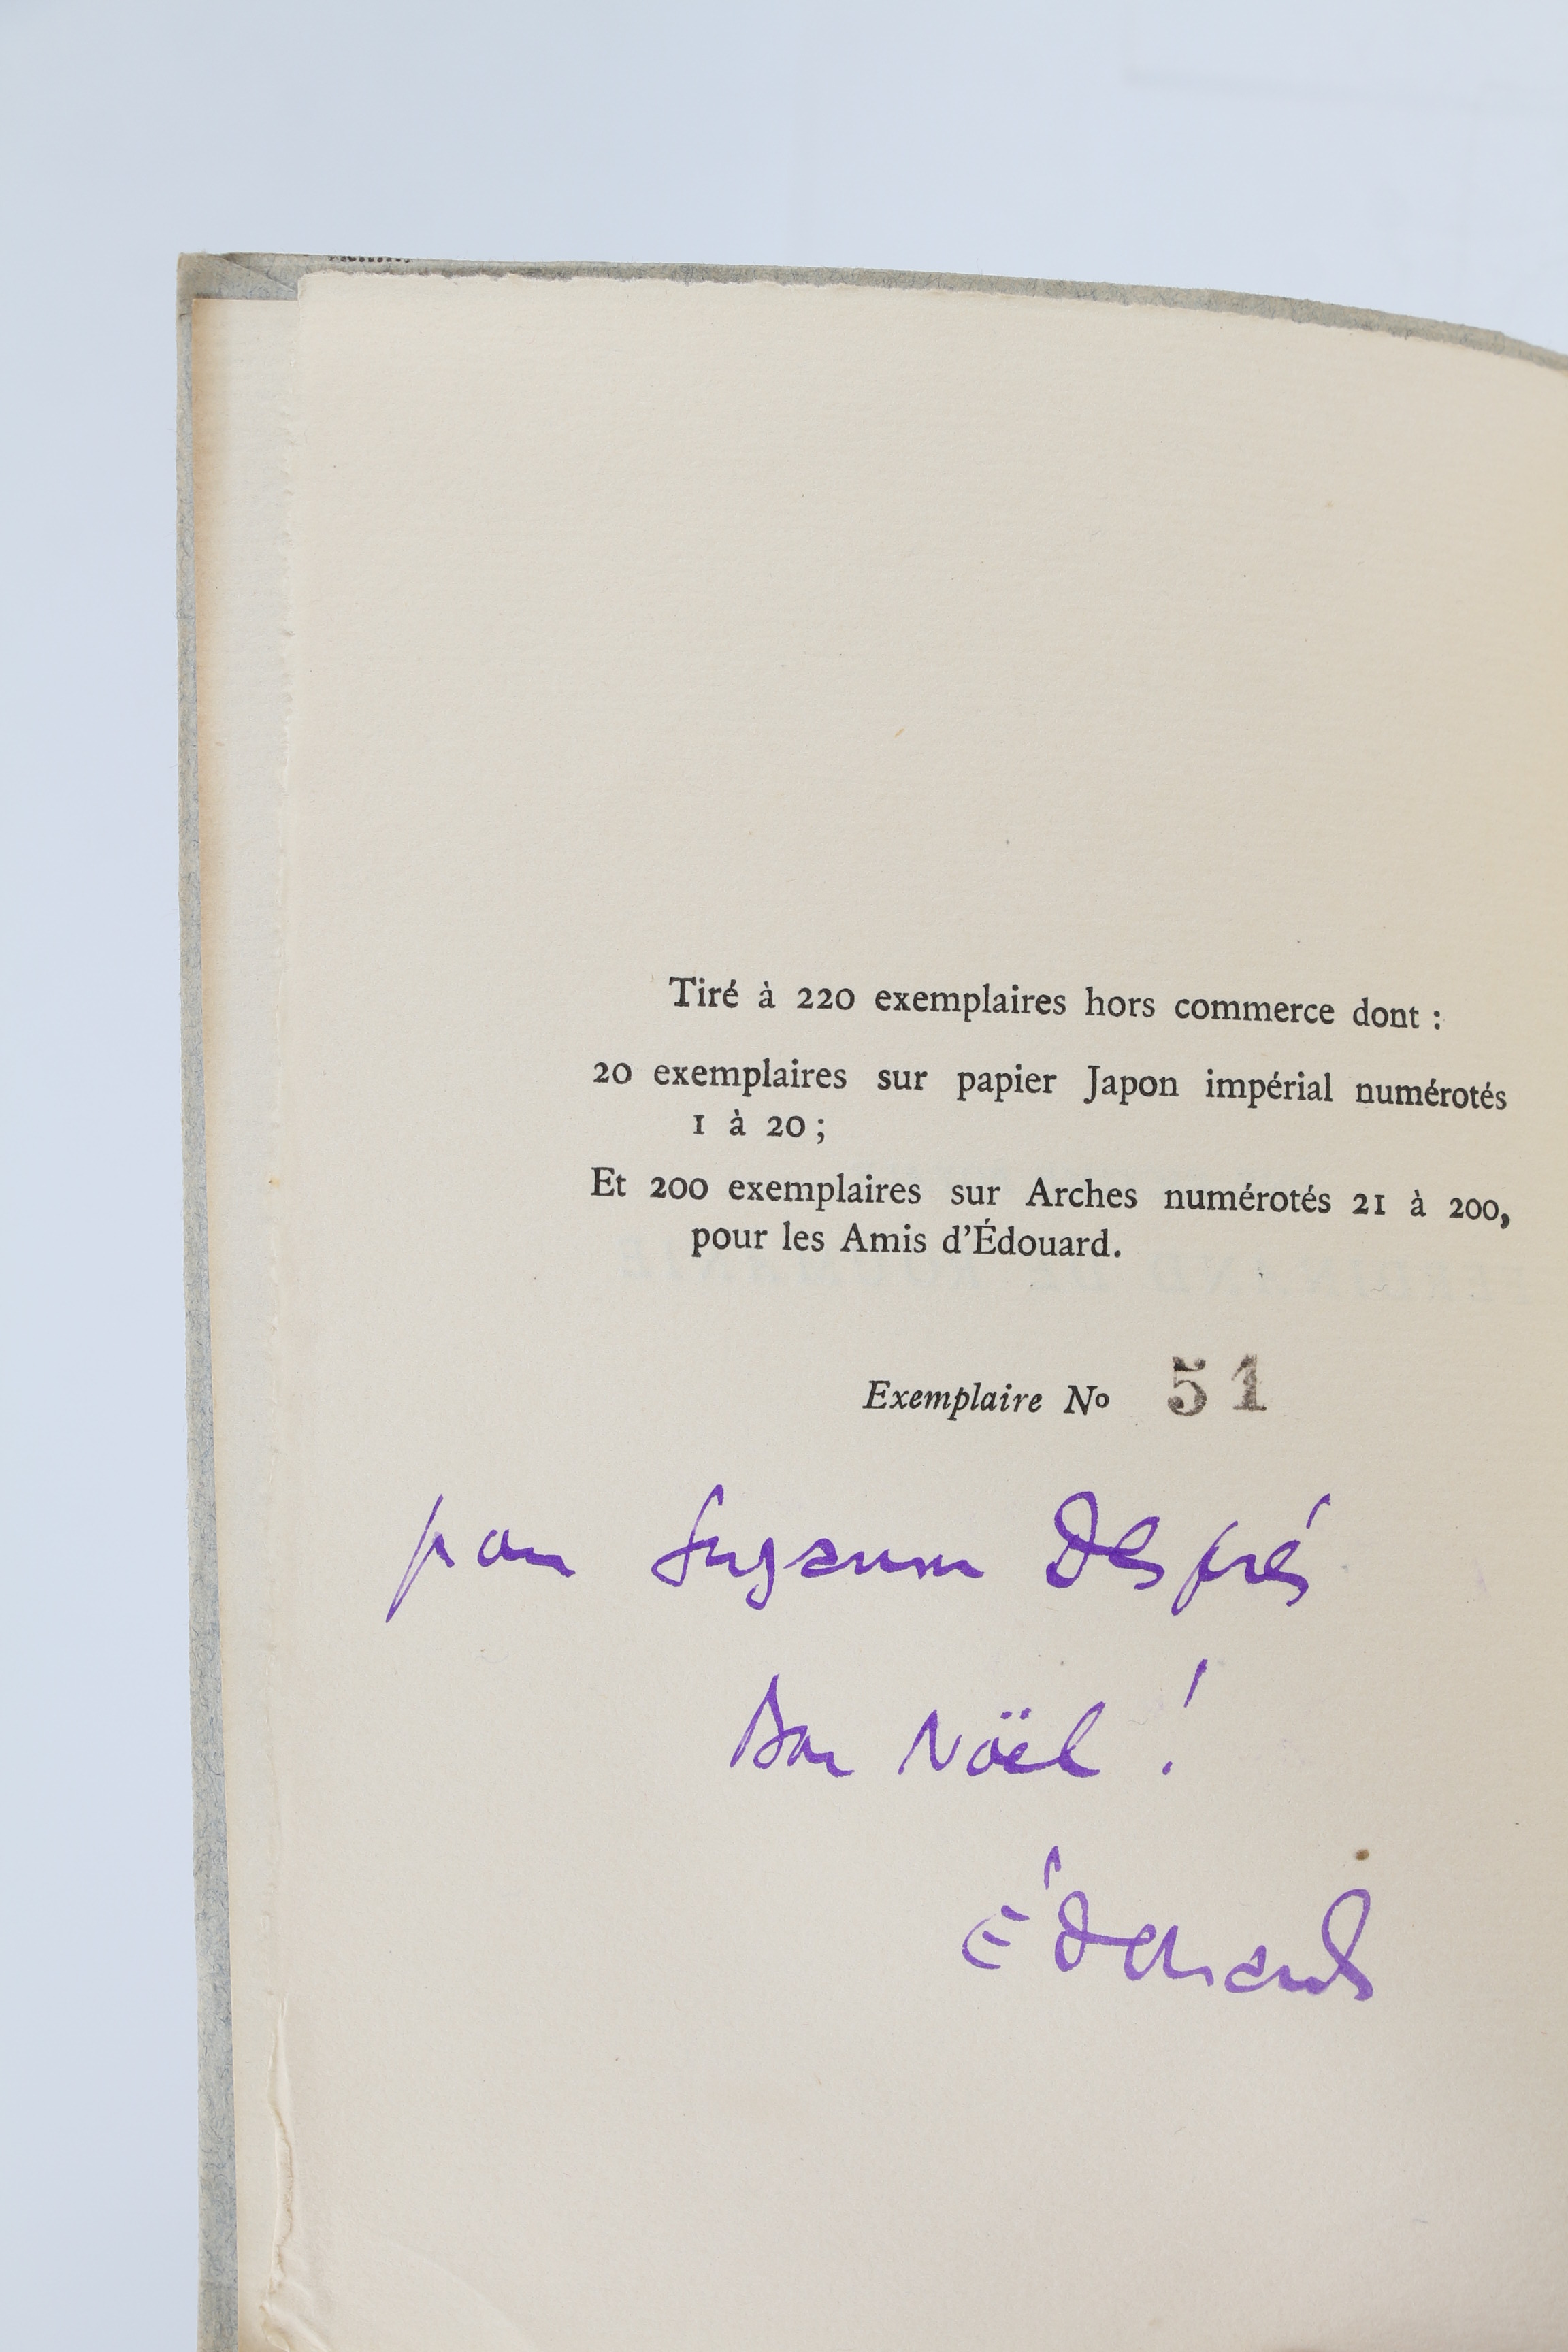 Tiré à 220 exemplaires hors commerce dont :
20 exemplaires sur papier Japon impérial numérotés
1 à 20 ;
Et 200 exemplaires sur Arches numérotés 21 à 200,
pour les Amis d'Édouard.
Exemplaire No 51
pour Suzanne Després
Bon Noël !
Édouard